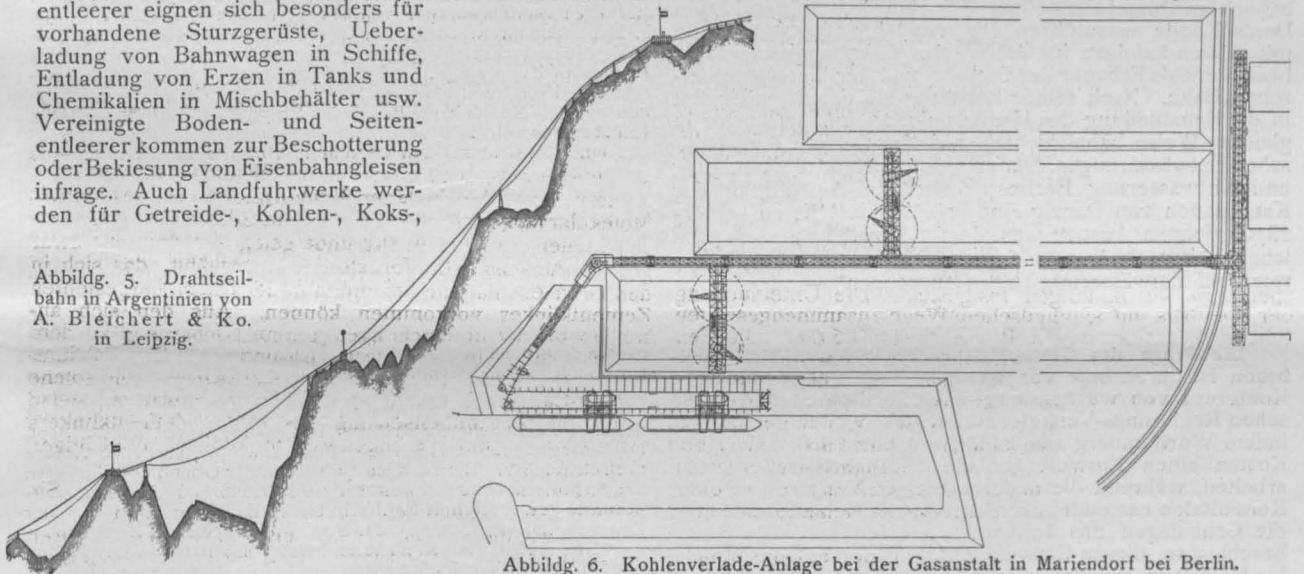 entleerer eignen sich besonders für
vorhandene Sturzgerüste, Ueber-
ladung von Bahnwagen in Schiffe,
Entladung von Erzen in Tanks und
Chemikalien in Mischbehälter usw.
Vereinigte Boden- und Seiten-
entleerer kommen zur Beschotterung
oder Bekiesung von Eisenbahngleisen
infrage. Auch Landfuhrwerke wer-
den für Getreide-, Kohlen-, Koks-,
Abbildg. 5. Drahtseil-
bahn in Argentinien von
A. Bleichert & Ko.
in Leipzig.
Abbildg. 6. Kohlenverlade-Anlage bei der Gasanstalt in Mariendorf bei Berlin.